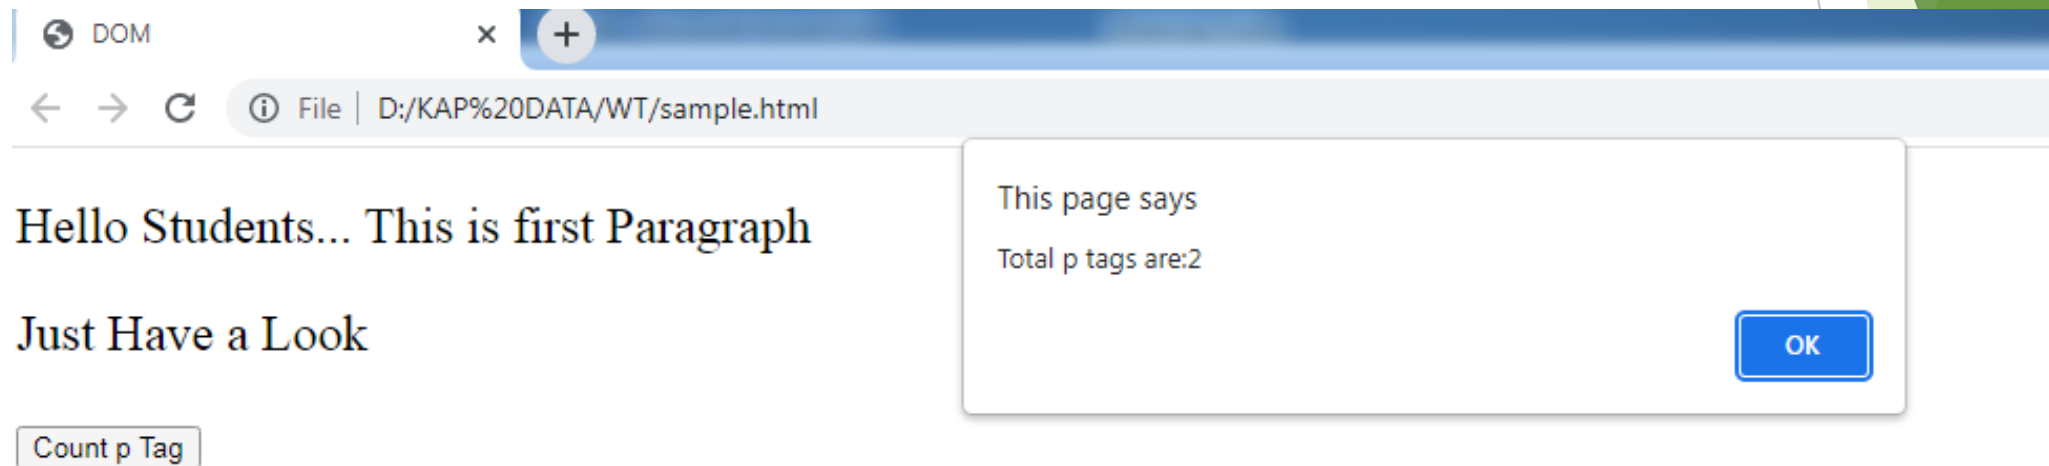 DOM
File | D:/KAP%20DATA/WT/sample.html
This page says
Total p tags are:2
OK
Hello Students... This is first Paragraph
Just Have a Look
Count p Tag